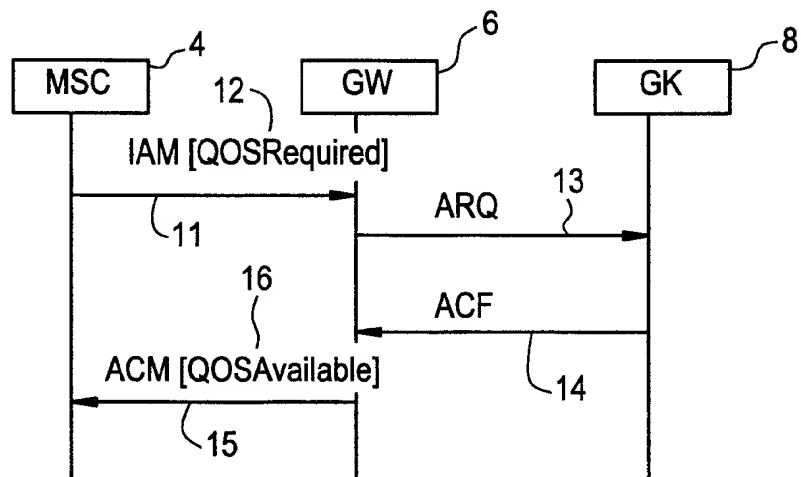 4
6
8
MSC
GW
GK
12
IAM [QOSRequired]
11
ARQ
13
16
ACF
ACM [QOSAvailable]
14
15